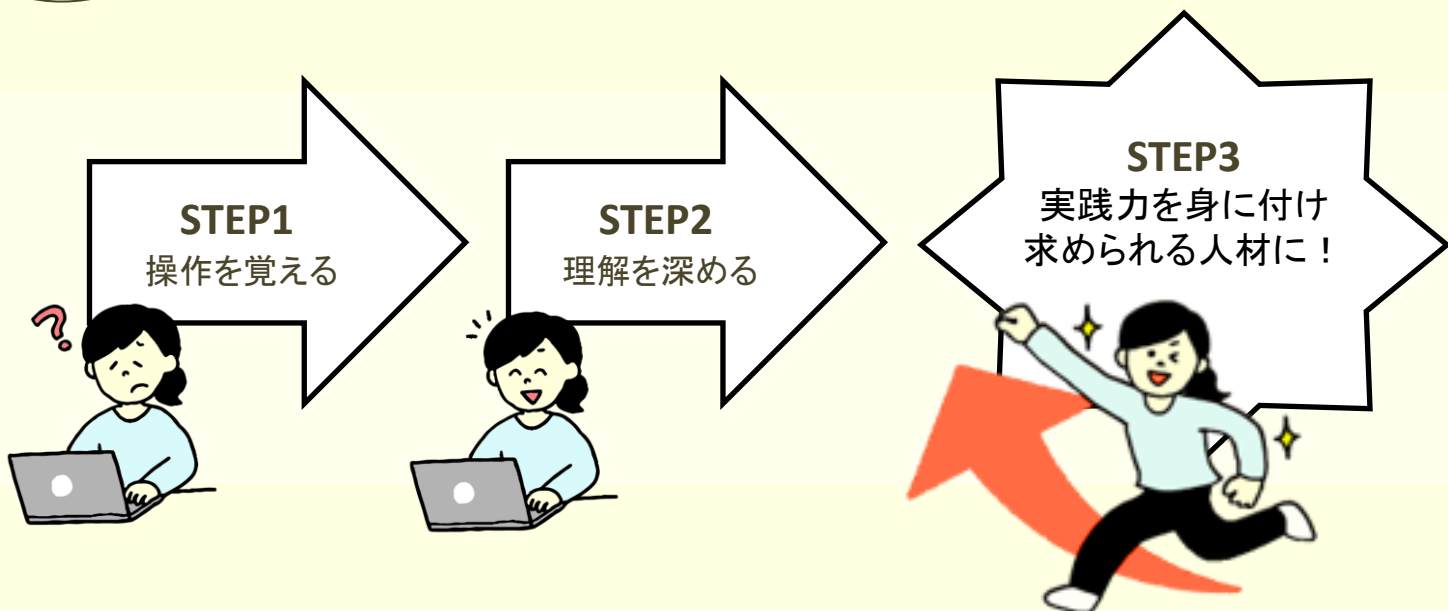 STEP1
操作を覚える
STEP2
理解を深める
STEP3
実践力を身に付け
求められる人材に！